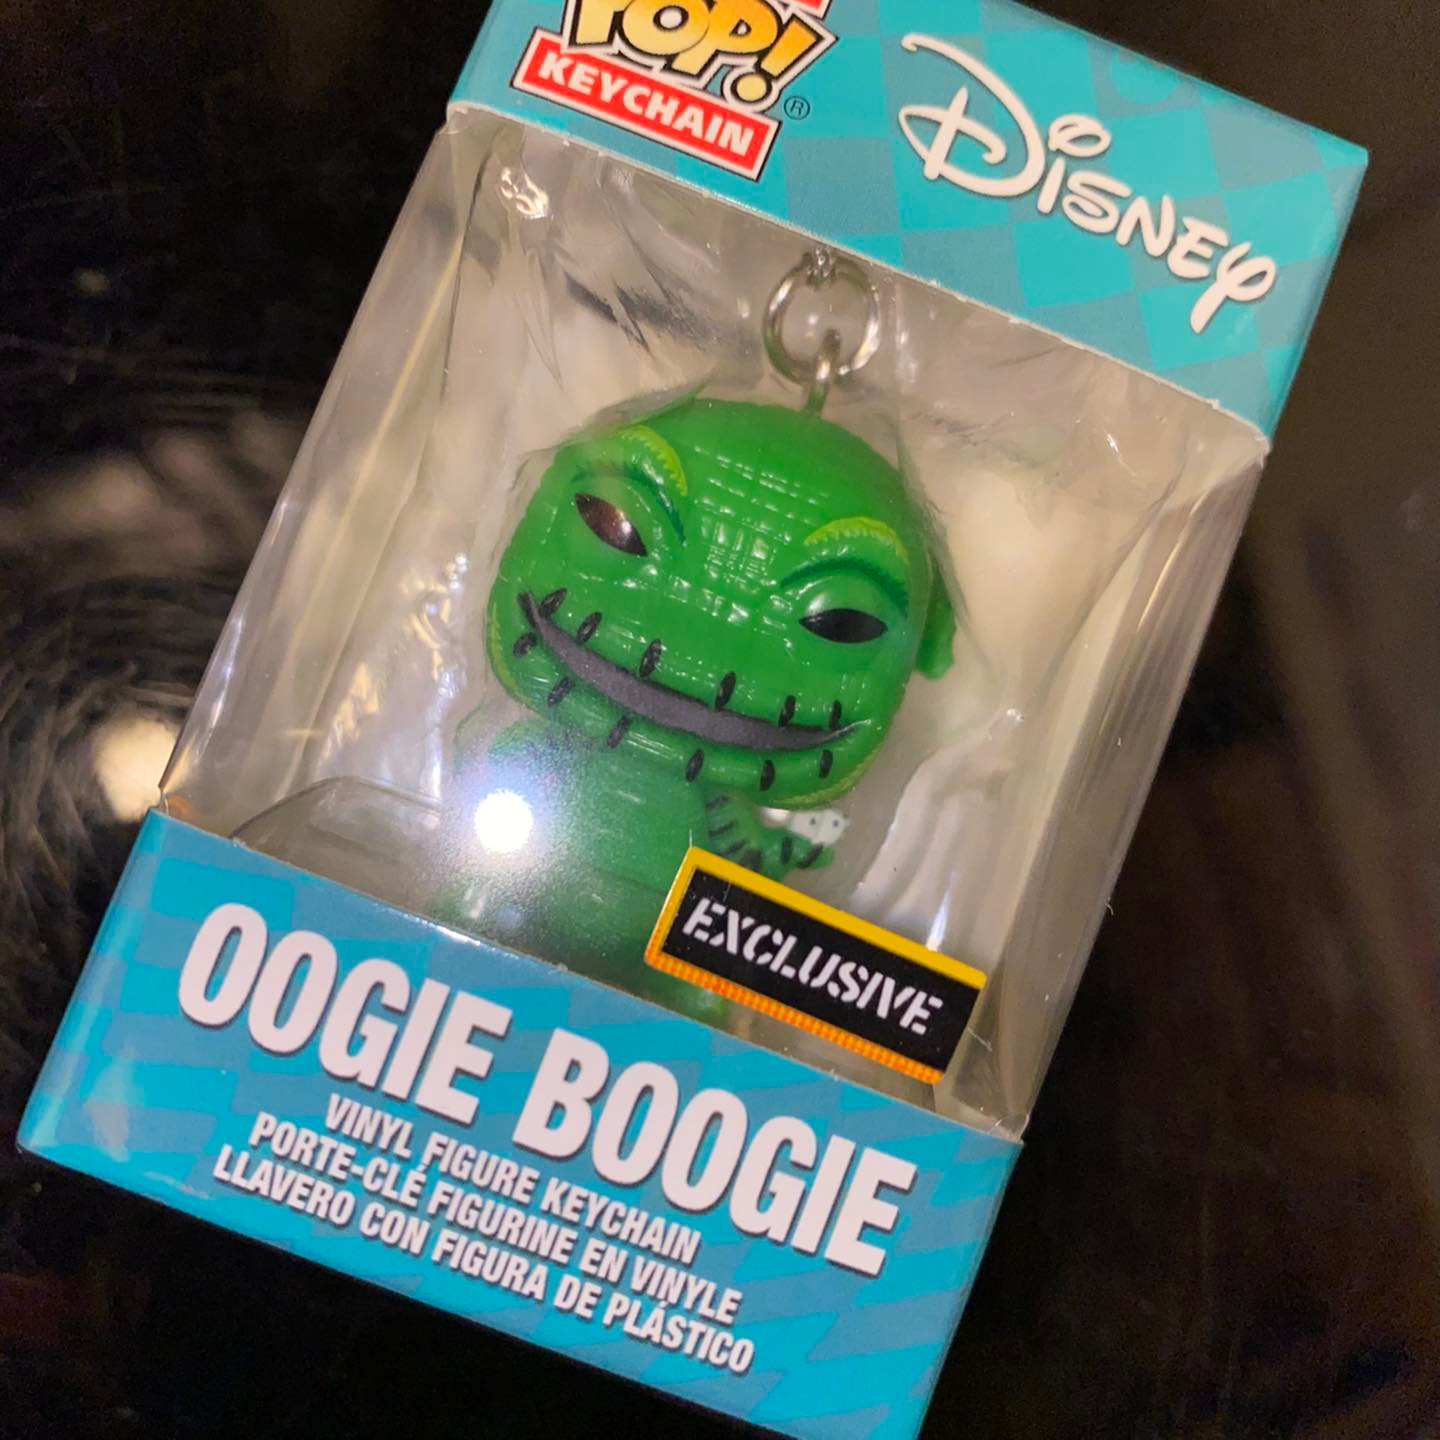 POP!
KEYCHAIN
®
DISNEY
EXCLUSIVE
OOGIE BOOGIE
VINYL FIGURE KEYCHAIN
PORTE-CLÉ FIGURINE EN VINYLE
LLAVERO CON FIGURA DE PLÁSTICO